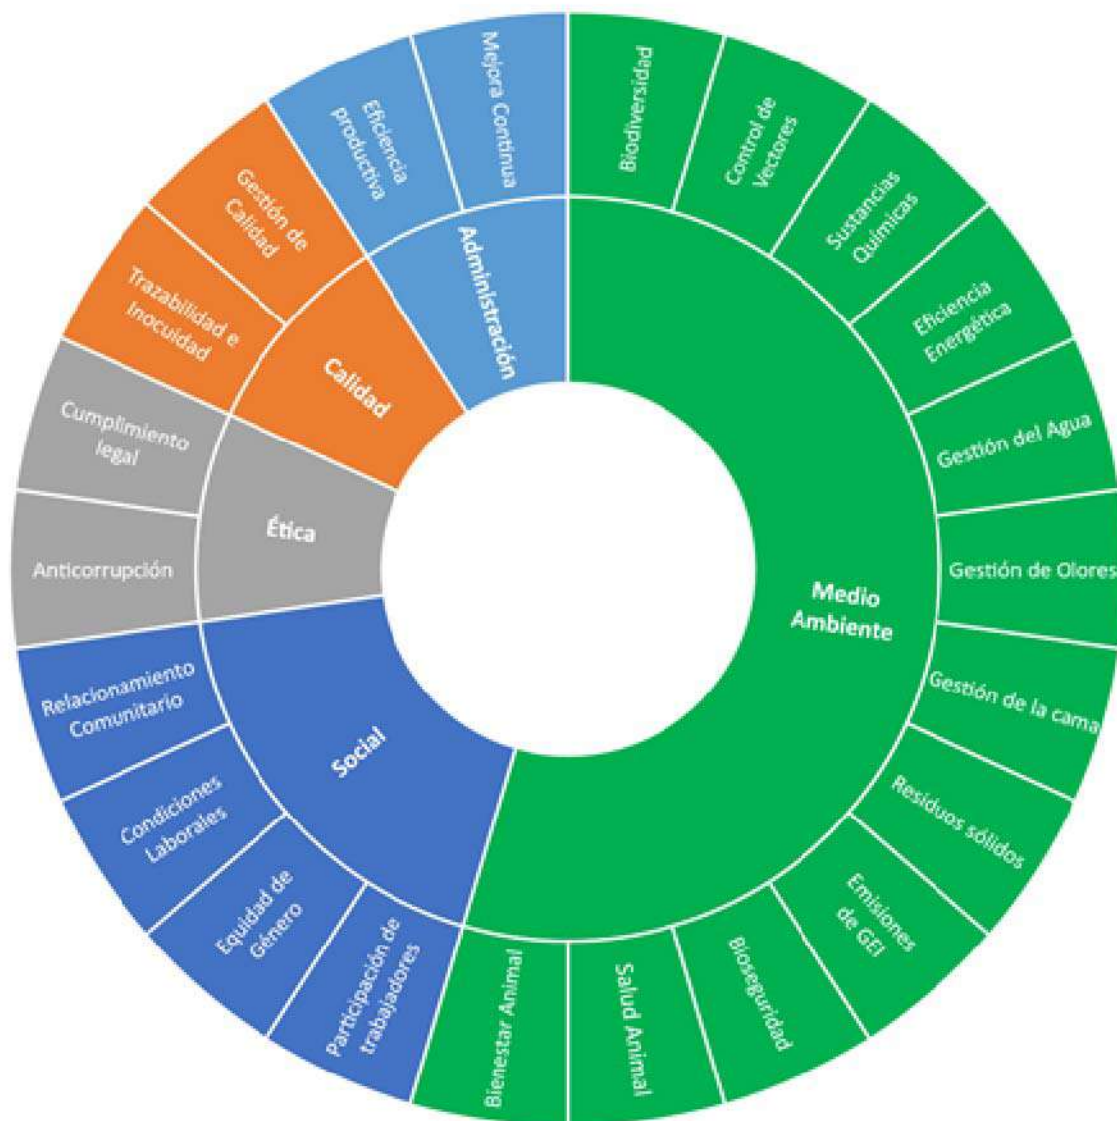 Biodiversidad
Control de
Vectores
Sustancias
Químicas
Eficiencia
Energética
Gestión del Agua
Gestión de Olores
Gestión de la cama
Residuos sólidos
Emisiones
de GEI
Bioseguridad
Salud Animal
Bienestar Animal
Participación de
trabajadores
Equidad de
Género
Condiciones
Laborales
Relacionamiento
Comunitario
Anticorrupción
Cumplimiento
legal
Trazabilidad e
Inocuidad
Gestión de
Calidad
Eficiencia
productiva
Mejora Continua
Medio
Ambiente
Social
Ética
Calidad
Administración